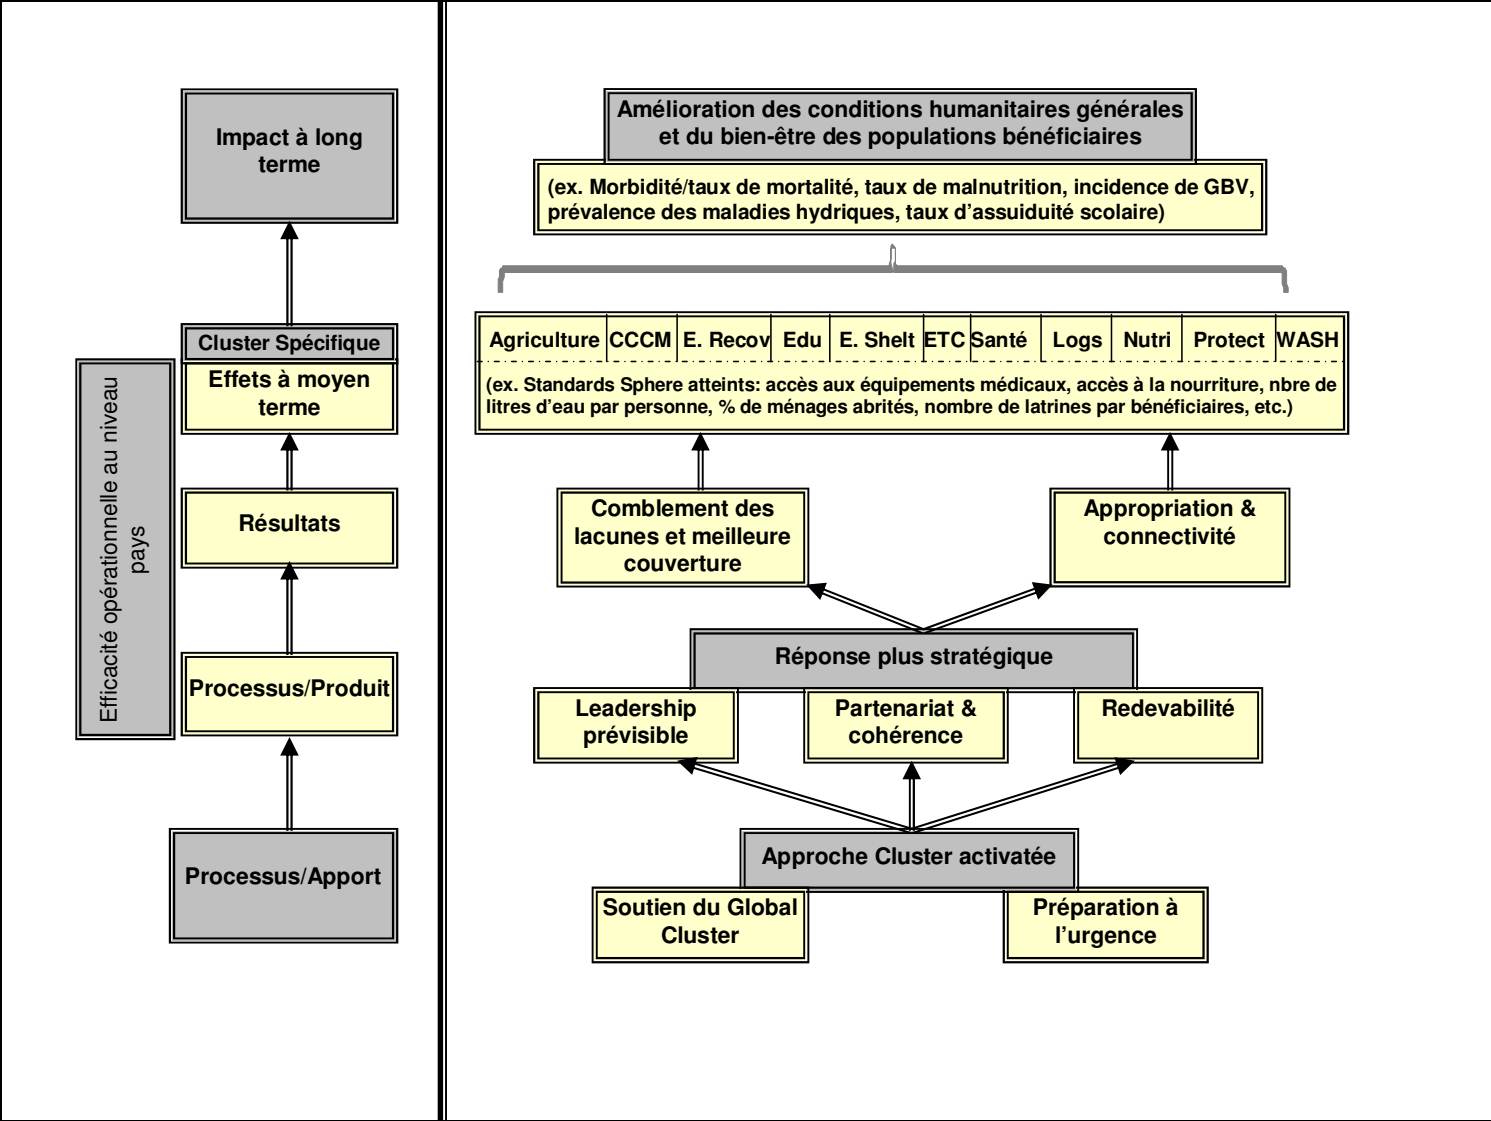 Impact à long
terme
Cluster Spécifique
Effets à moyen
terme
Efficacité opérationnelle au niveau
pays
Résultats
Processus/Produit
Processus/Apport
Amélioration des conditions humanitaires générales
et du bien-être des populations bénéficiaires
(ex. Morbidité/taux de mortalité, taux de malnutrition, incidence de GBV,
prévalence des maladies hydriques, taux d’assuiduité scolaire)
Agriculture CCCM E. Recov Edu E. Shelt ETC Santé Logs Nutri Protect WASH
(ex. Standards Sphere atteints: accès aux équipements médicaux, accès à la nourriture, nbre de
litres d’eau par personne, % de ménages abrités, nombre de latrines par bénéficiaires, etc.)
Comblement des
lacunes et meilleure
couverture
Appropriation &
connectivité
Réponse plus stratégique
Leadership
prévisible
Partenariat &
cohérence
Redevabilité
Approche Cluster activatée
Soutien du Global
Cluster
Préparation à
l’urgence